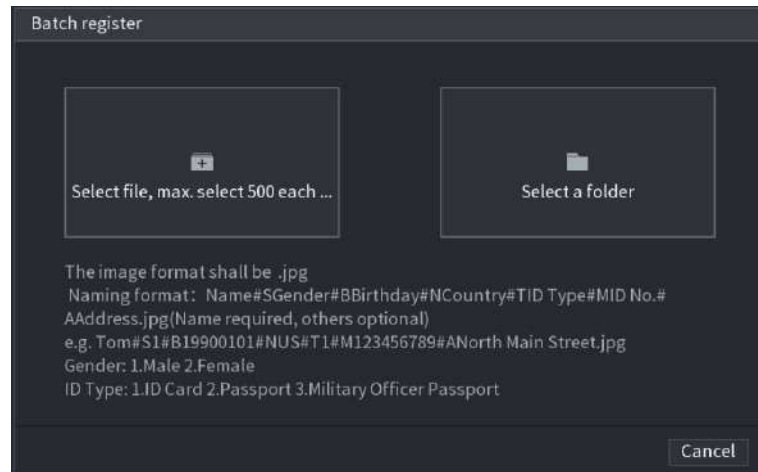 Batch register
Select file, max. select 500 each ...
Select a folder
The image format shall be .jpg
Naming format: Name#SGender#BBirthday#NCountry#TID Type#MID No.#
AAddress.jpg(Name required, others optional)
e.g. Tom#S1#B19900101#NUS#T1#M123456789#ANorth Main Street.jpg
Gender: 1.Male 2.Female
ID Type: 1.ID Card 2.Passport 3.Military Officer Passport
Cancel